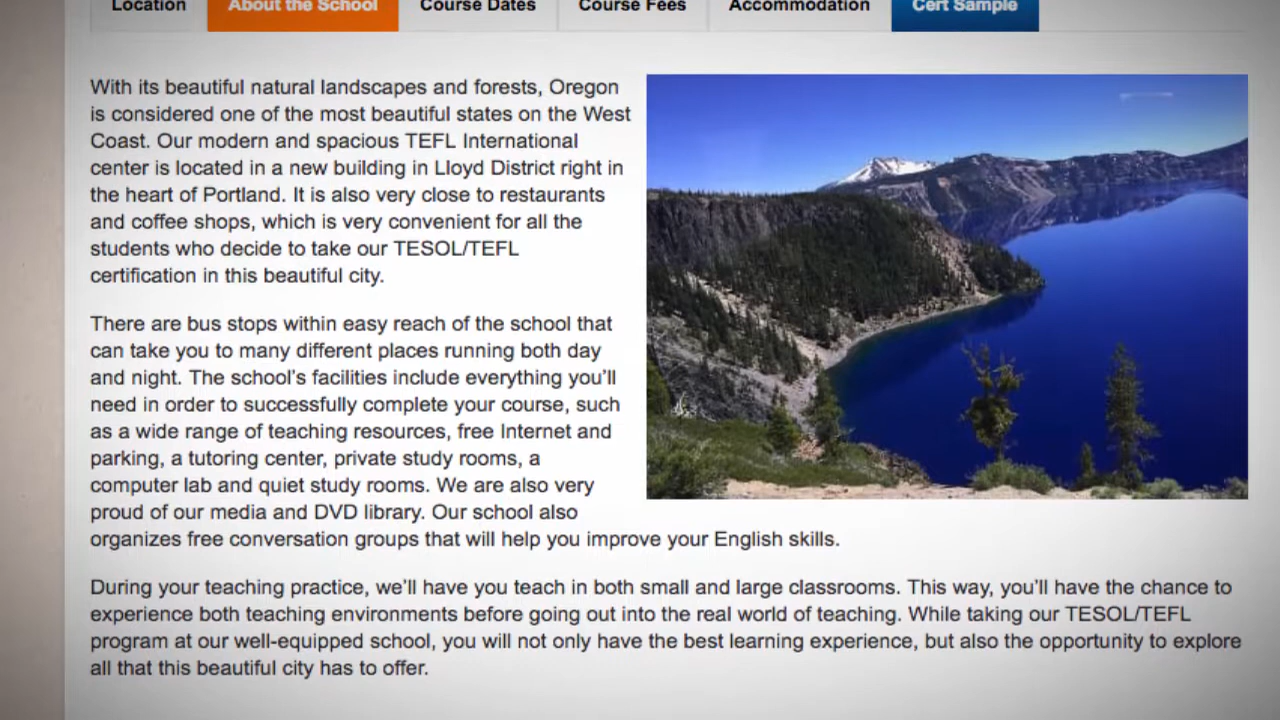 Location About the School Course Dates Course Fees Accommodation Cert Sample
With its beautiful natural landscapes and forests, Oregon
is considered one of the most beautiful states on the West
Coast. Our modern and spacious TEFL International
center is located in a new building in Lloyd District right in
the heart of Portland. It is also very close to restaurants
and coffee shops, which is very convenient for all the
students who decide to take our TESOL/TEFL
certification in this beautiful city.
There are bus stops within easy reach of the school that
can take you to many different places running both day
and night. The school’s facilities include everything you’ll
need in order to successfully complete your course, such
as a wide range of teaching resources, free Internet and
parking, a tutoring center, private study rooms, a
computer lab and quiet study rooms. We are also very
proud of our media and DVD library. Our school also
organizes free conversation groups that will help you improve your English skills.
During your teaching practice, we’ll have you teach in both small and large classrooms. This way, you’ll have the chance to
experience both teaching environments before going out into the real world of teaching. While taking our TESOL/TEFL
program at our well-equipped school, you will not only have the best learning experience, but also the opportunity to explore
all that this beautiful city has to offer.